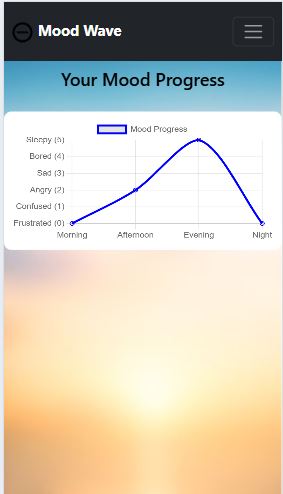 Mood Wave
Your Mood Progress
Mood Progress
Sleepy (5)
Bored (4)
Sad (3)
Angry (2)
Confused (1)
Frustrated (0)
Morning Afternoon Evening Night